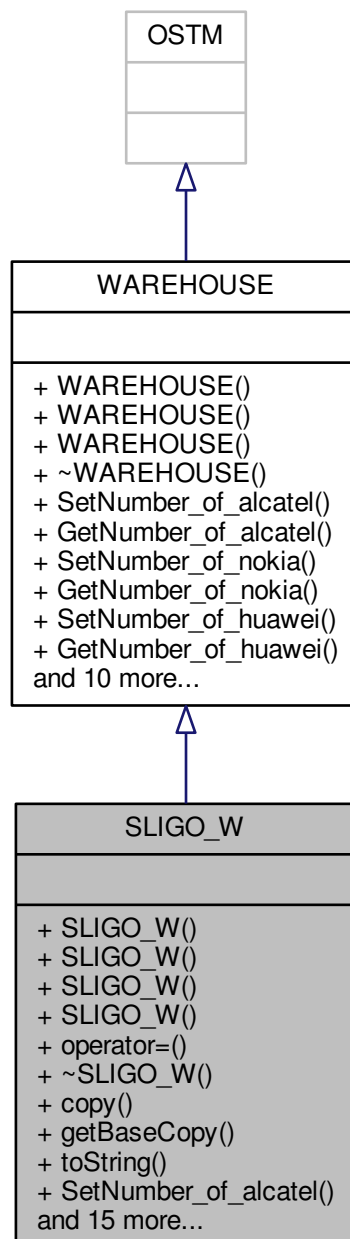 OSTM
WAREHOUSE
+ WAREHOUSE()
+ WAREHOUSE()
+ WAREHOUSE()
+ ~WAREHOUSE()
+ SetNumber_of_alcatel()
+ GetNumber_of_alcatel()
+ SetNumber_of_nokia()
+ GetNumber_of_nokia()
+ SetNumber_of_huawei()
+ GetNumber_of_huawei()
and 10 more...
SLIGO_W
+ SLIGO_W()
+ SLIGO_W()
+ SLIGO_W()
+ SLIGO_W()
+ operator=()
+ ~SLIGO_W()
+ copy()
+ getBaseCopy()
+ toString()
+ SetNumber_of_alcatel()
and 15 more...